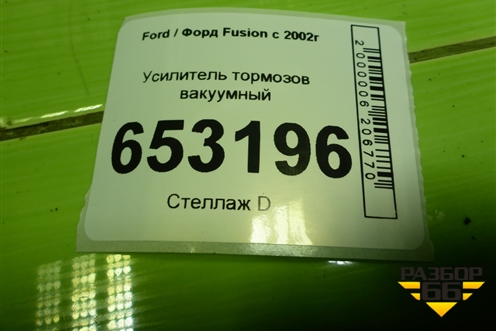 Ford / Форд Fusion с 2002г
Усилитель тормозов
вакуумный
653196
Стеллаж D
2000006206770
РАЗБОР
66